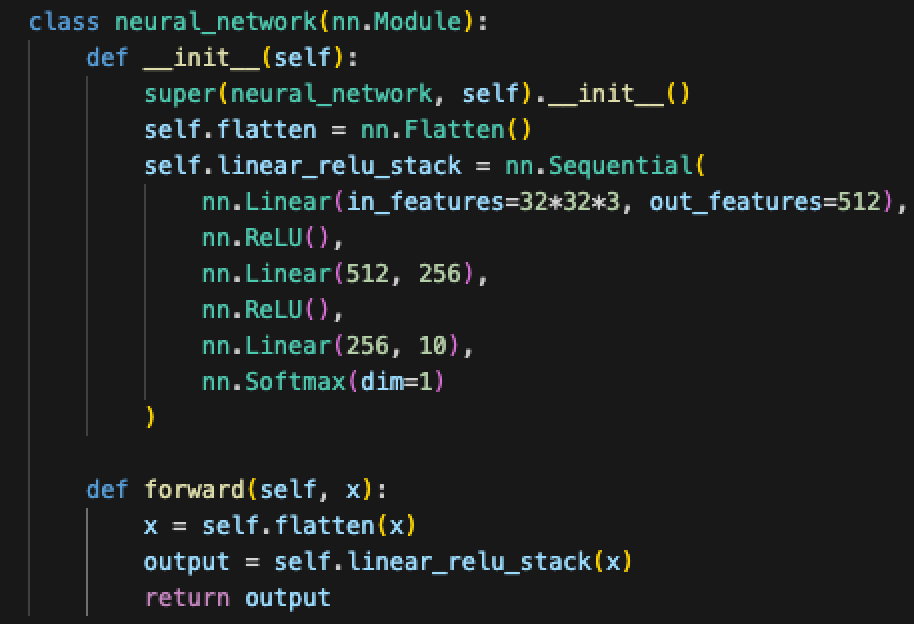 class neural_network(nn.Module):
    def __init__(self):
        super(neural_network, self).__init__()
        self.flatten = nn.Flatten()
        self.linear_relu_stack = nn.Sequential(
            nn.Linear(in_features=32*32*3, out_features=512),
            nn.ReLU(),
            nn.Linear(512, 256),
            nn.ReLU(),
            nn.Linear(256, 10),
            nn.Softmax(dim=1)
        )

    def forward(self, x):
        x = self.flatten(x)
        output = self.linear_relu_stack(x)
        return output